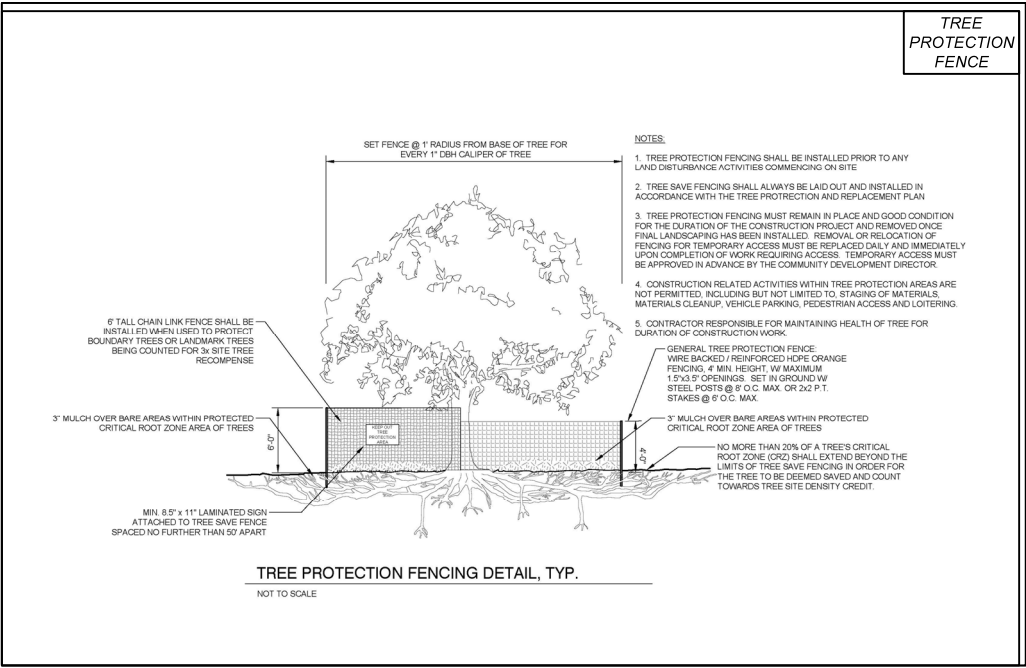 TREE
PROTECTION
FENCE
SET FENCE @ 1' RADIUS FROM BASE OF TREE FOR
EVERY 1" DBH CALIPER OF TREE
NOTES:
1. TREE PROTECTION FENCING SHALL BE INSTALLED PRIOR TO ANY
LAND DISTURBANCE ACTIVITIES COMMENCING ON SITE
2. TREE SAVE FENCING SHALL ALWAYS BE LAID OUT AND INSTALLED IN
ACCORDANCE WITH THE TREE PROTRECTION AND REPLACEMENT PLAN
3. TREE PROTECTION FENCING MUST REMAIN IN PLACE AND GOOD CONDITION
FOR THE DURATION OF THE CONSTRUCTION PROJECT AND REMOVED ONCE
FINAL LANDSCAPING HAS BEEN INSTALLED. REMOVAL OR RELOCATION OF
FENCING FOR TEMPORARY ACCESS MUST BE REPLACED DAILY AND IMMEDIATELY
UPON COMPLETION OF WORK REQUIRING ACCESS. TEMPORARY ACCESS MUST
BE APPROVED IN ADVANCE BY THE COMMUNITY DEVELOPMENT DIRECTOR.
4. CONSTRUCTION RELATED ACTIVITIES WITHIN TREE PROTECTION AREAS ARE
NOT PERMITTED, INCLUDING BUT NOT LIMITED TO, STAGING OF MATERIALS,
MATERIALS CLEANUP, VEHICLE PARKING, PEDESTRIAN ACCESS AND LOITERING.
5. CONTRACTOR RESPONSIBLE FOR MAINTAINING HEALTH OF TREE FOR
DURATION OF CONSTRUCTION WORK.
6' TALL CHAIN LINK FENCE SHALL BE
INSTALLED WHEN USED TO PROTECT
BOUNDARY TREES OR LANDMARK TREES
BEING COUNTED FOR 3x SITE TREE
RECOMPENSE
GENERAL TREE PROTECTION FENCE:
WIRE BACKED / REINFORCED HDPE ORANGE
FENCING, 4' MIN. HEIGHT, W/ MAXIMUM
1.5"x3.5" OPENINGS. SET IN GROUND W/
STEEL POSTS @ 8' O.C. MAX. OR 2x2 P.T.
STAKES @ 6' O.C. MAX.
3" MULCH OVER BARE AREAS WITHIN PROTECTED
CRITICAL ROOT ZONE AREA OF TREES
6'-0"
KEEP OUT
TREE
PROTECTION
AREA
4'-0"
3" MULCH OVER BARE AREAS WITHIN PROTECTED
CRITICAL ROOT ZONE AREA OF TREES
NO MORE THAN 20% OF A TREE'S CRITICAL
ROOT ZONE (CRZ) SHALL EXTEND BEYOND THE
LIMITS OF TREE SAVE FENCING IN ORDER FOR
THE TREE TO BE DEEMED SAVED AND COUNT
TOWARDS TREE SITE DENSITY CREDIT.
MIN. 8.5" x 11" LAMINATED SIGN
ATTACHED TO TREE SAVE FENCE
SPACED NO FURTHER THAN 50' APART
TREE PROTECTION FENCING DETAIL, TYP.
NOT TO SCALE